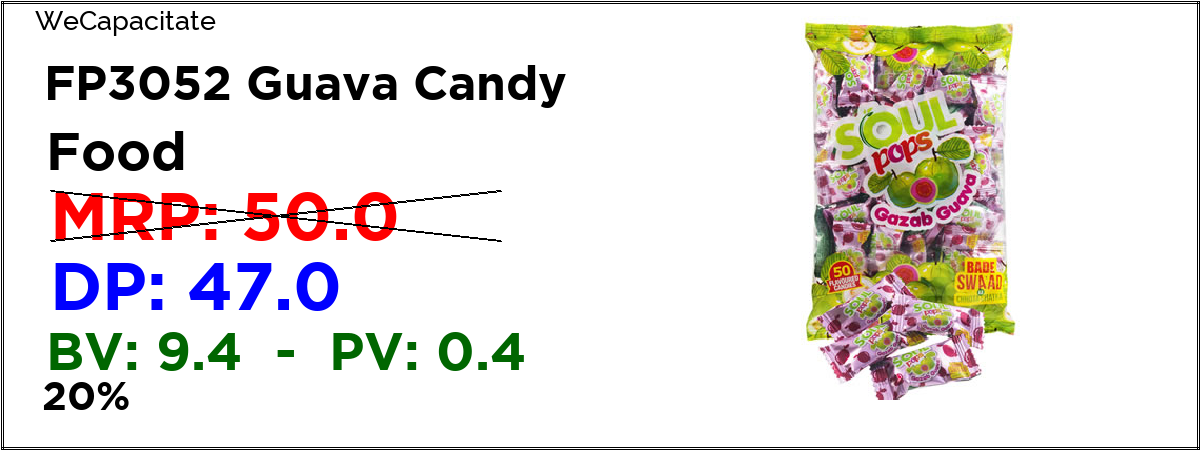 WeCapacitate
FP3052 Guava Candy
Food
MRP: 50.0
DP: 47.0
BV: 9.4 - PV: 0.4
20%
SOUL
pops
Gazab Guava
50
FLAVOURED
CANDIES
BADE
SWAAD